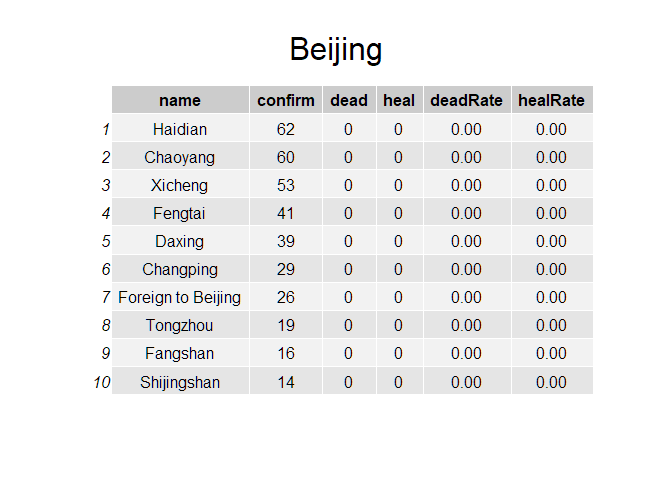 Beijing
name confirm dead heal deadRate healRate
1 Haidian 62 0 0 0.00 0.00
2 Chaoyang 60 0 0 0.00 0.00
3 Xicheng 53 0 0 0.00 0.00
4 Fengtai 41 0 0 0.00 0.00
5 Daxing 39 0 0 0.00 0.00
6 Changping 29 0 0 0.00 0.00
7 Foreign to Beijing 26 0 0 0.00 0.00
8 Tongzhou 19 0 0 0.00 0.00
9 Fangshan 16 0 0 0.00 0.00
10 Shijingshan 14 0 0 0.00 0.00